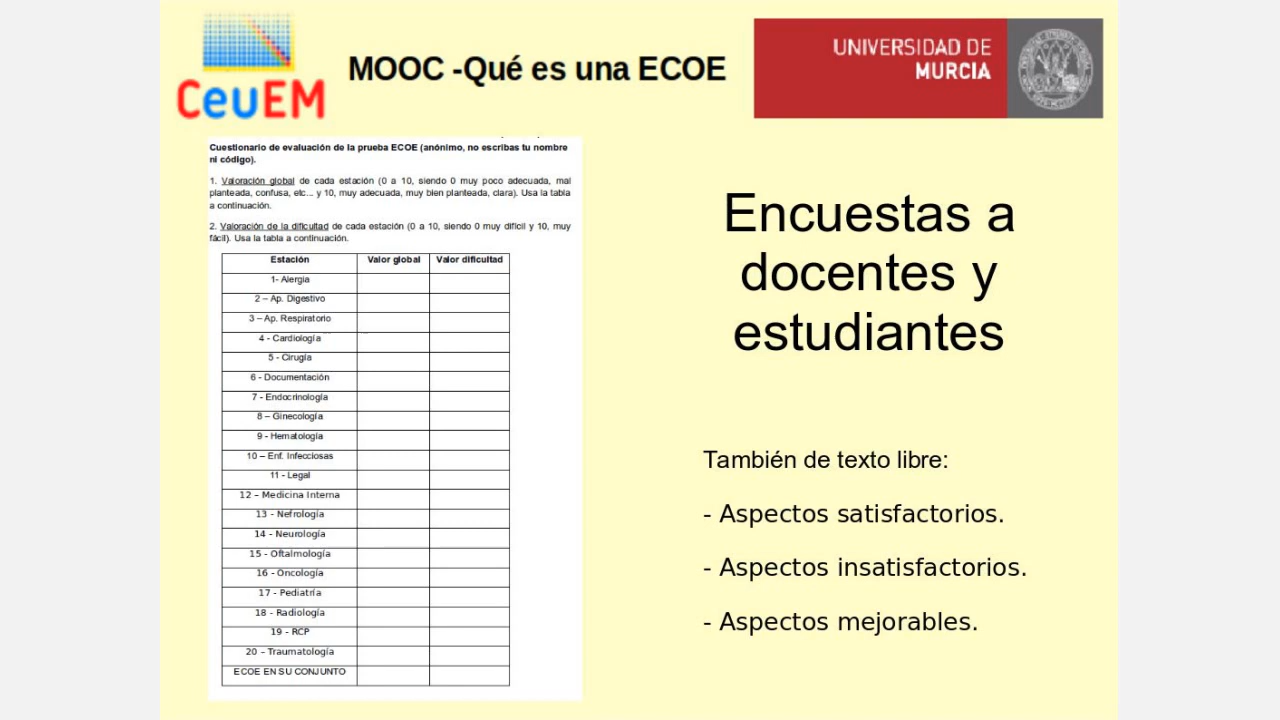 CeuEM
MOOC -Qué es una ECOE
UNIVERSIDAD DE
MURCIA
Cuestionario de evaluación de la prueba ECOE (anónimo, no escribas tu nombre
ni código).
1. Valoración global de cada estación (0 a 10, siendo 0 muy poco adecuada, mal
planteada, confusa, etc... y 10, muy adecuada, muy bien planteada, clara). Usa la tabla
a continuación.
2. Valoración de la dificultad de cada estación (0 a 10, siendo 0 muy difícil y 10, muy
fácil). Usa la tabla a continuación.
Estación Valor global Valor dificultad
1- Alergia
2 – Ap. Digestivo
3 – Ap. Respiratorio
4 - Cardiología
5 - Cirugía
6 - Documentación
7 - Endocrinología
8 – Ginecología
9 - Hematología
10 – Enf. Infecciosas
11 - Legal
12 – Medicina Interna
13 - Nefrología
14 - Neurología
15 - Oftalmología
16 - Oncología
17 - Pediatría
18 - Radiología
19 - RCP
20 – Traumatología
ECOE EN SU CONJUNTO
Encuestas a
docentes y
estudiantes
También de texto libre:
- Aspectos satisfactorios.
- Aspectos insatisfactorios.
- Aspectos mejorables.